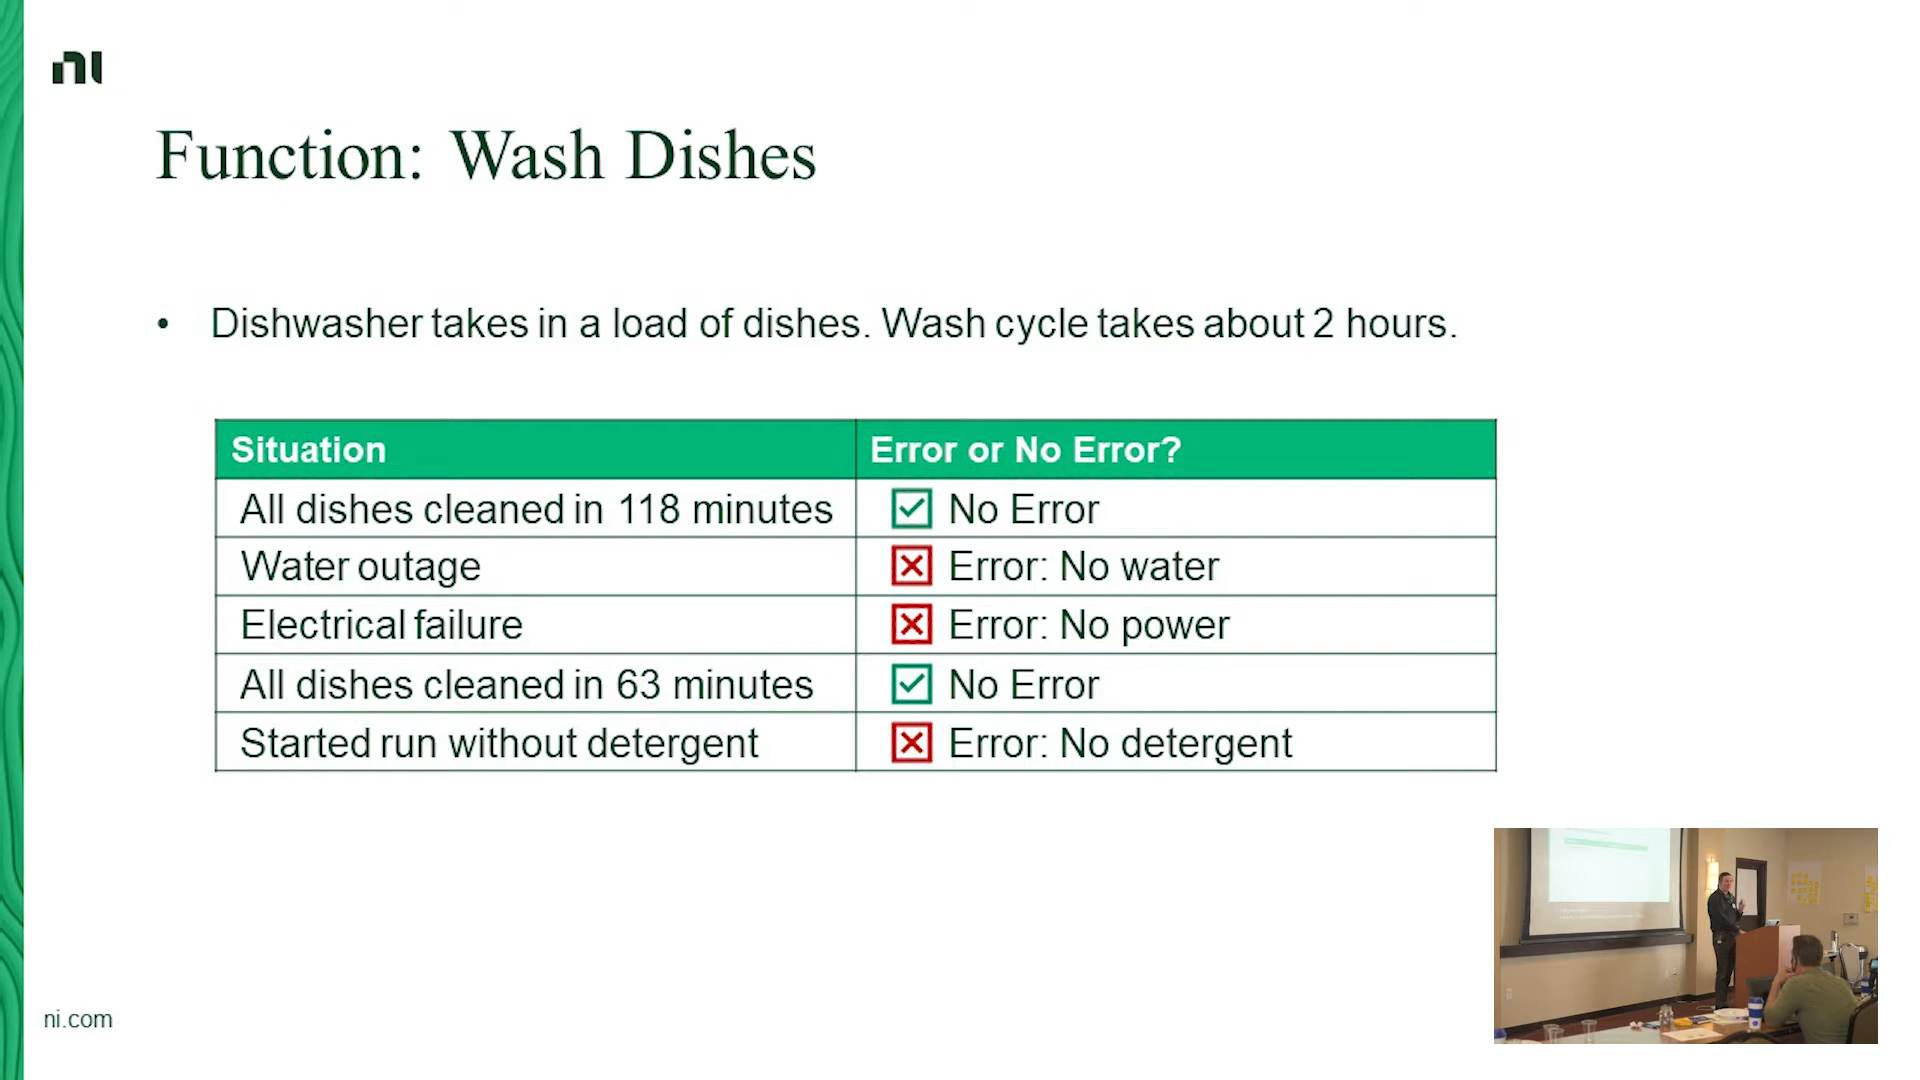 ni
Function: Wash Dishes
• Dishwasher takes in a load of dishes. Wash cycle takes about 2 hours.
Situation Error or No Error?
All dishes cleaned in 118 minutes No Error
Water outage Error: No water
Electrical failure Error: No power
All dishes cleaned in 63 minutes No Error
Started run without detergent Error: No detergent
ni.com